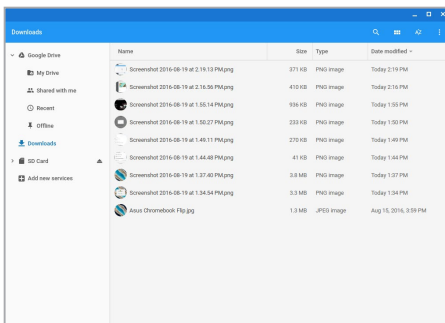 Downloads
Google Drive
My Drive
Shared with me
Recent
Offline
Downloads
SD Card
Add new services
Name Size Type Date modified
Screenshot 2016-08-19 at 2.19.13 PM.png 371 KB PNG image Today 2:19 PM
Screenshot 2016-08-19 at 2.16.56 PM.png 410 KB PNG image Today 2:16 PM
Screenshot 2016-08-19 at 1.55.14 PM.png 936 KB PNG image Today 1:55 PM
Screenshot 2016-08-19 at 1.50.27 PM.png 233 KB PNG image Today 1:50 PM
Screenshot 2016-08-19 at 1.49.11 PM.png 270 KB PNG image Today 1:49 PM
Screenshot 2016-08-19 at 1.44.48 PM.png 41 KB PNG image Today 1:44 PM
Screenshot 2016-08-19 at 1.37.40 PM.png 3.8 MB PNG image Today 1:37 PM
Screenshot 2016-08-19 at 1.34.54 PM.png 3.3 MB PNG image Today 1:34 PM
Asus Chromebook Flip.jpg 1.3 MB JPEG image Aug 15, 2016, 3:59 PM